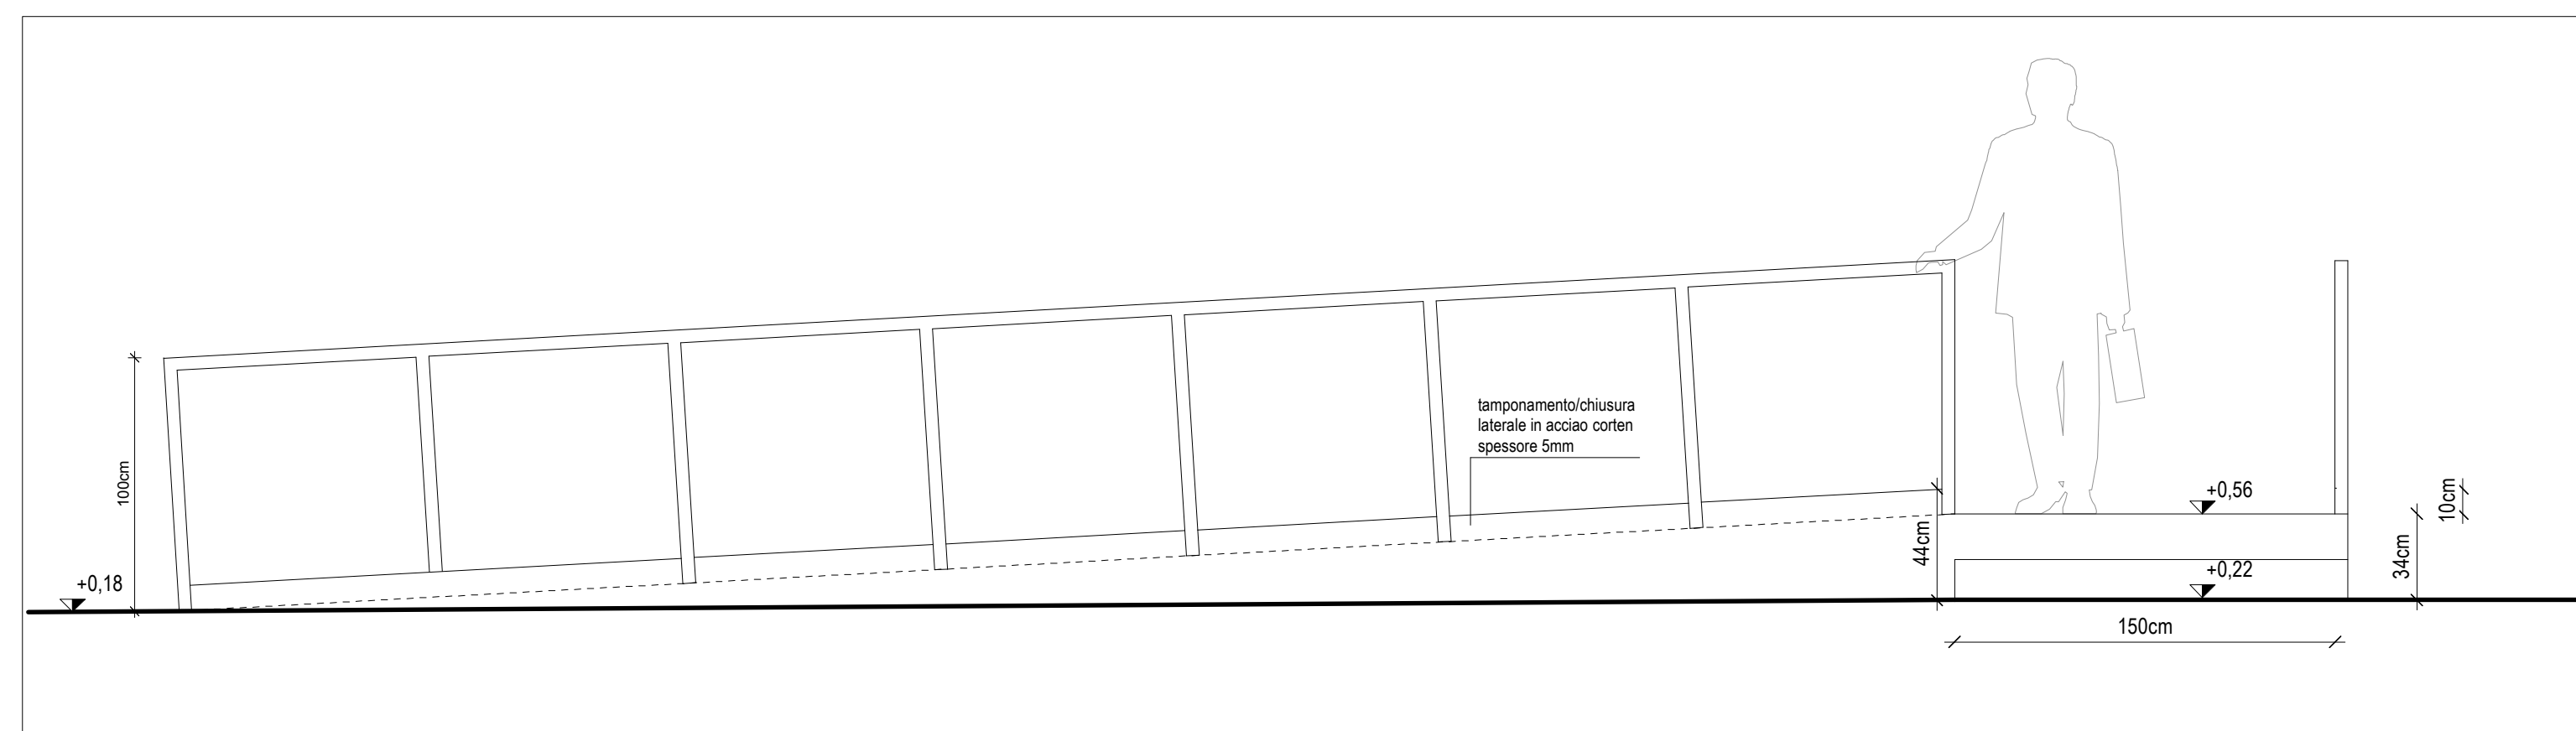 tamponamento/chiusura
laterale in acciao corten
spessore 5mm
100cm
+0,18
44cm
+0,56
+0,22
34cm
10cm
150cm